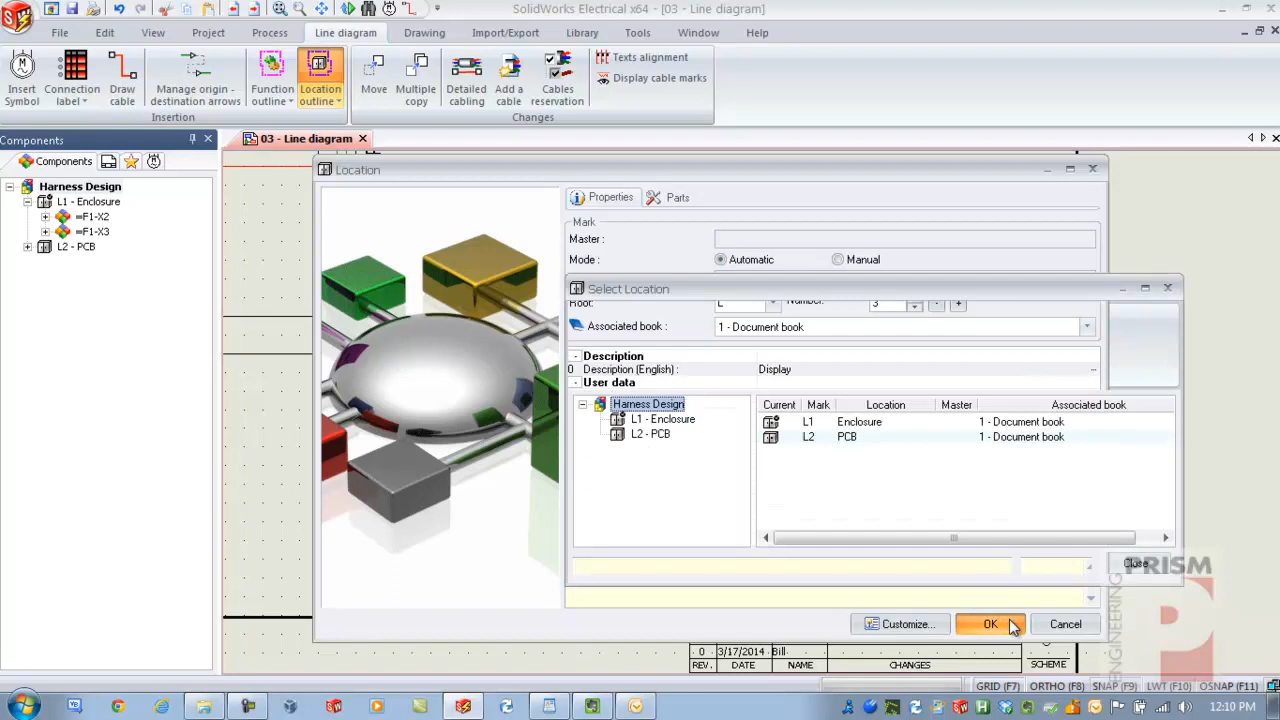 SolidWorks Electrical x64 - [03 - Line diagram]
File Edit View Project Process Line diagram Drawing Import/Export Library Tools Window Help
Insert Symbol
Connection label
Draw cable
Manage origin - destination arrows
Function outline
Location outline
Move
Multiple copy
Detailed cabling
Add a cable
Cables reservation
Texts alignment
Display cable marks
Insertion
Changes
Components
03 - Line diagram
Components
Harness Design
L1 - Enclosure
=F1-X2
=F1-X3
L2 - PCB
Location
Properties Parts
Mark
Master :
Mode : Automatic Manual
Select Location
Root: L Number: 3 - +
Associated book : 1 - Document book
Description
Description (English) : Display
User data
Harness Design
L1 - Enclosure
L2 - PCB
Current Mark Location Master Associated book
L1 Enclosure 1 - Document book
L2 PCB 1 - Document book
Close
Customize... OK Cancel
PRISM
ENGINEERING
0 3/17/2014 Bill
REV. DATE NAME CHANGES SCHEME
GRID (F7) ORTHO (F8) SNAP (F9) LWT (F10) OSNAP (F11)
12:10 PM